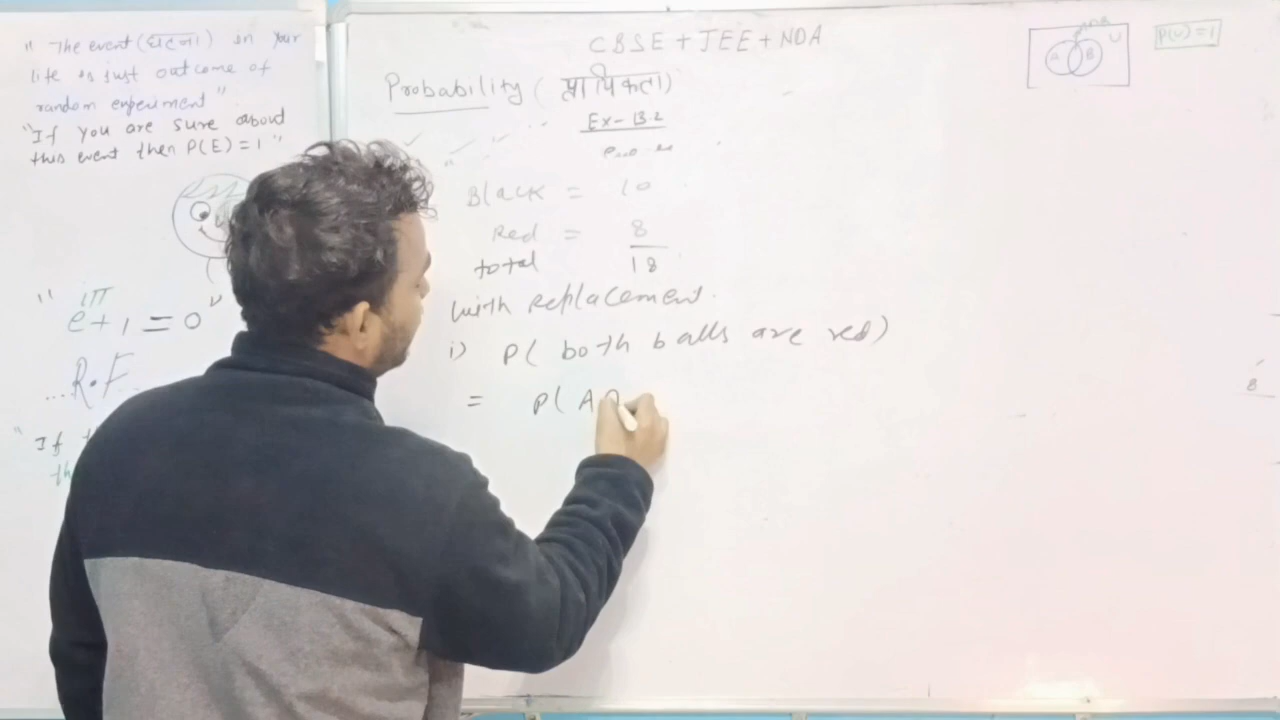 " The event (घटना) in your
life is just outcome of
random experiment"
"If you are sure about
this event then P(E) = 1 "
" e^iπ + 1 = 0 "
...R.F...
" If
th
CBSE + JEE + NDA
Probability (प्रायिकता)
Ex- 13.2
Black = 10
Red = 8
total 18
with replacement.
i) P( both balls are red)
= P( A ∩
A B U
P(U) = 1
8